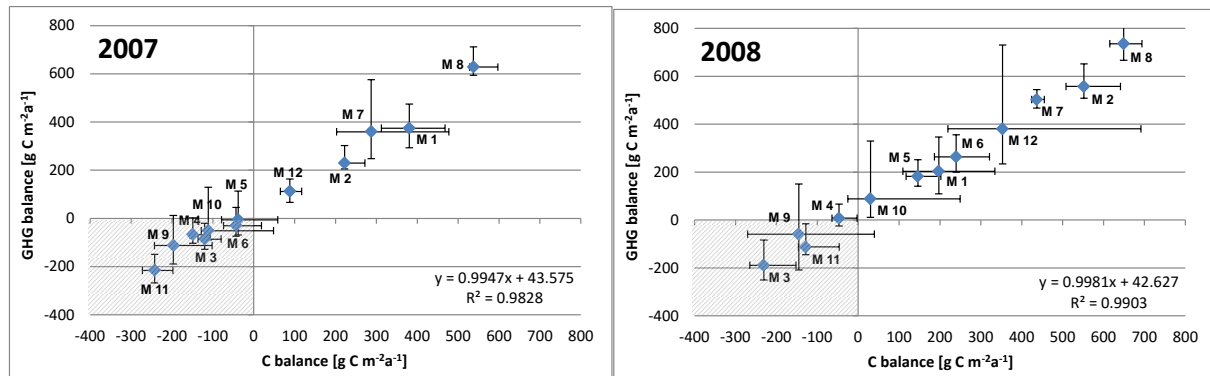 2007
GHG balance [g C m⁻²a⁻¹]
800
600
400
200
0
-200
-400
M 8
M 7
M 1
M 2
M 12
M 5
M 10
M 4
M 6
M 9
M 3
M 11
y = 0.9947x + 43.575
R² = 0.9828
-400 -300 -200 -100 0 100 200 300 400 500 600 700 800
C balance [g C m⁻²a⁻¹]
2008
GHG balance [g C m⁻²a⁻¹]
800
600
400
200
0
-200
-400
M 8
M 2
M 7
M 12
M 6
M 5
M 1
M 10
M 4
M 9
M 11
M 3
y = 0.9981x + 42.627
R² = 0.9903
-400 -300 -200 -100 0 100 200 300 400 500 600 700 800
C balance [g C m⁻²a⁻¹]